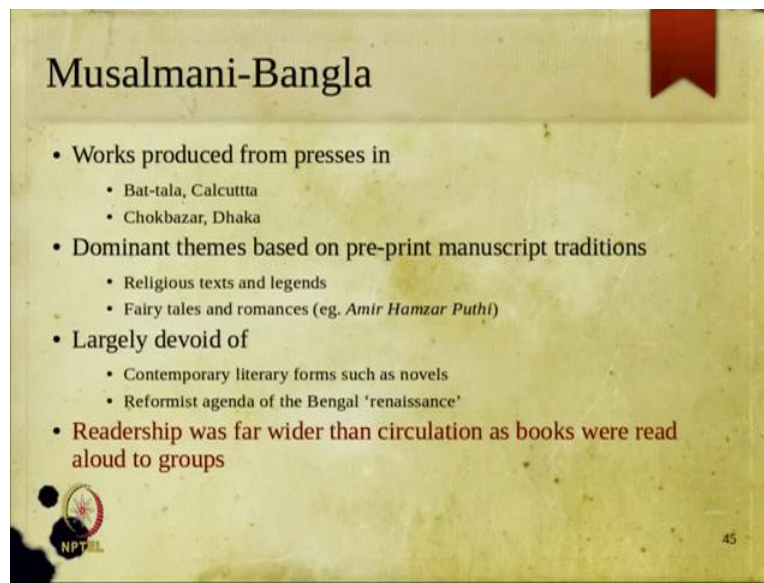 Musalmani-Bangla
• Works produced from presses in
• Bat-tala, Calcuttta
• Chokbazar, Dhaka
• Dominant themes based on pre-print manuscript traditions
• Religious texts and legends
• Fairy tales and romances (eg. Amir Hamzar Puthi)
• Largely devoid of
• Contemporary literary forms such as novels
• Reformist agenda of the Bengal ‘renaissance’
• Readership was far wider than circulation as books were read
aloud to groups
NPTEL
45